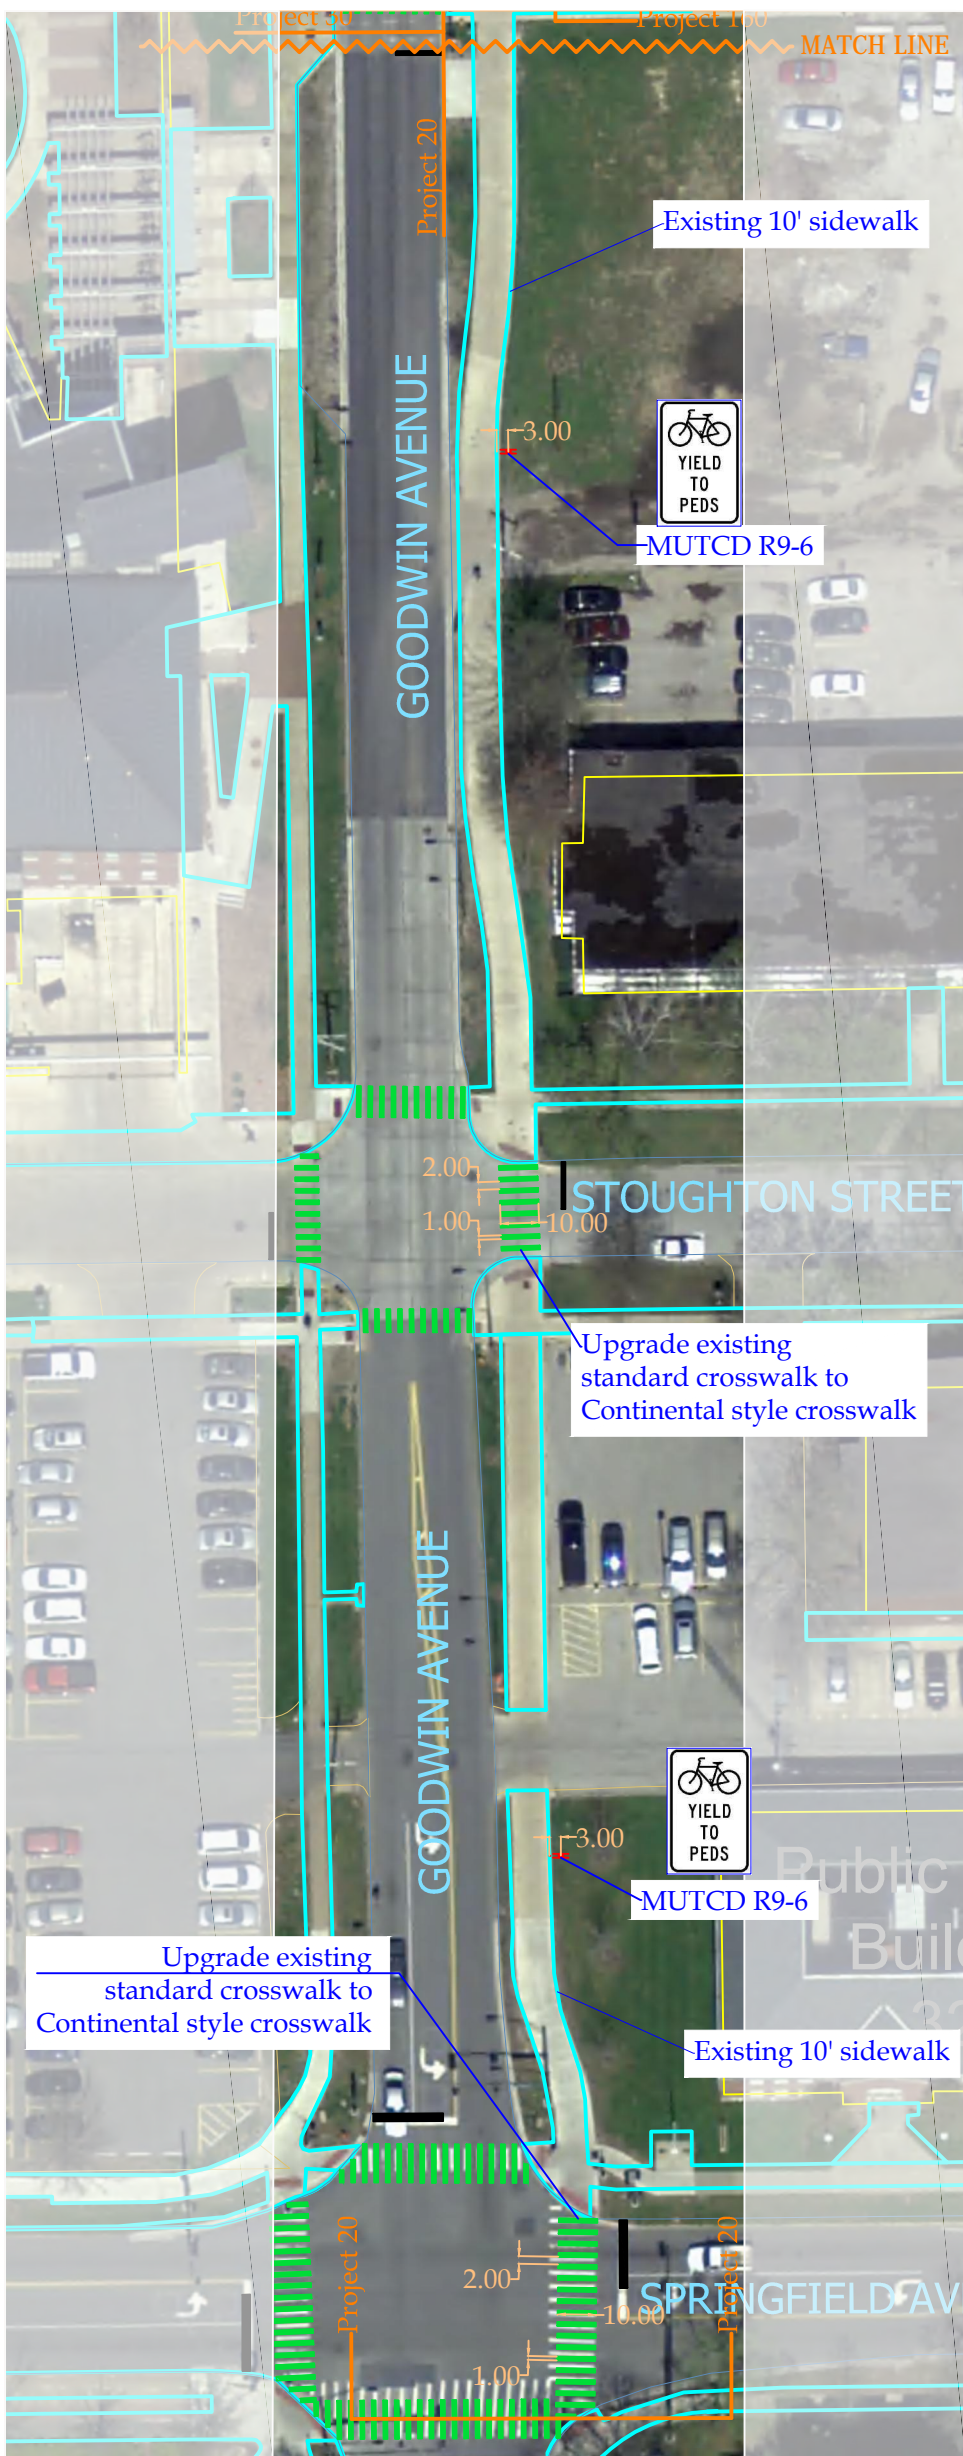 Project 50
Project 160
MATCH LINE
Project 20
Existing 10' sidewalk
GOODWIN AVENUE
3.00
YIELD
TO
PEDS
MUTCD R9-6
2.00
1.00
10.00
STOUGHTON STREET
Upgrade existing
standard crosswalk to
Continental style crosswalk
GOODWIN AVENUE
YIELD
TO
PEDS
3.00
MUTCD R9-6
Public
Upgrade existing
standard crosswalk to
Continental style crosswalk
Existing 10' sidewalk
Project 20
Project 20
2.00
10.00
1.00
SPRINGFIELD AV